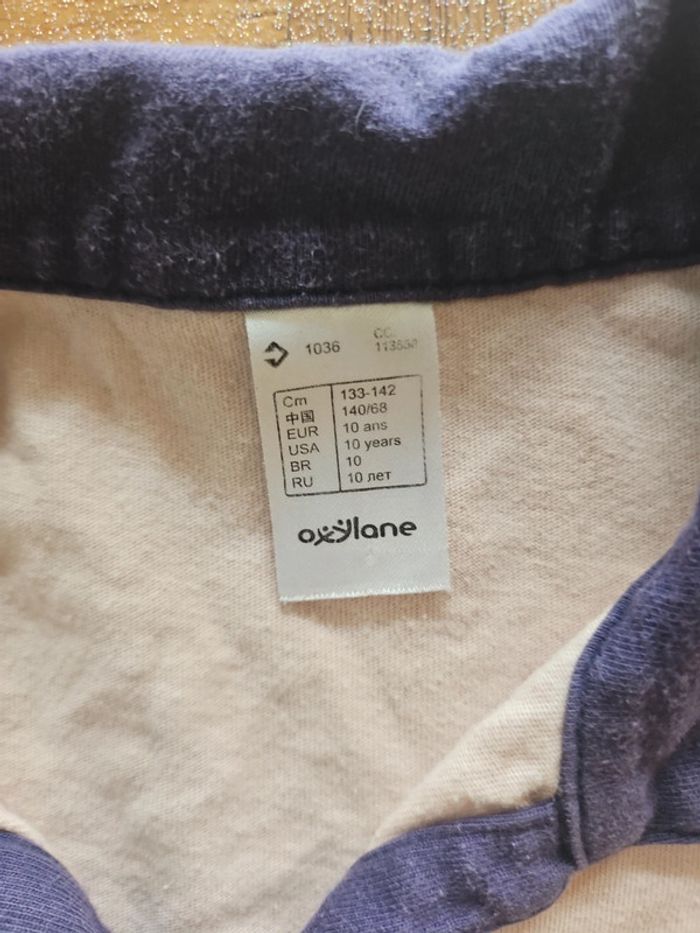 1036
CC.
Cm 133-142
中国 140/68
EUR 10 ans
USA 10 years
BR 10
RU 10 лет
oxylane